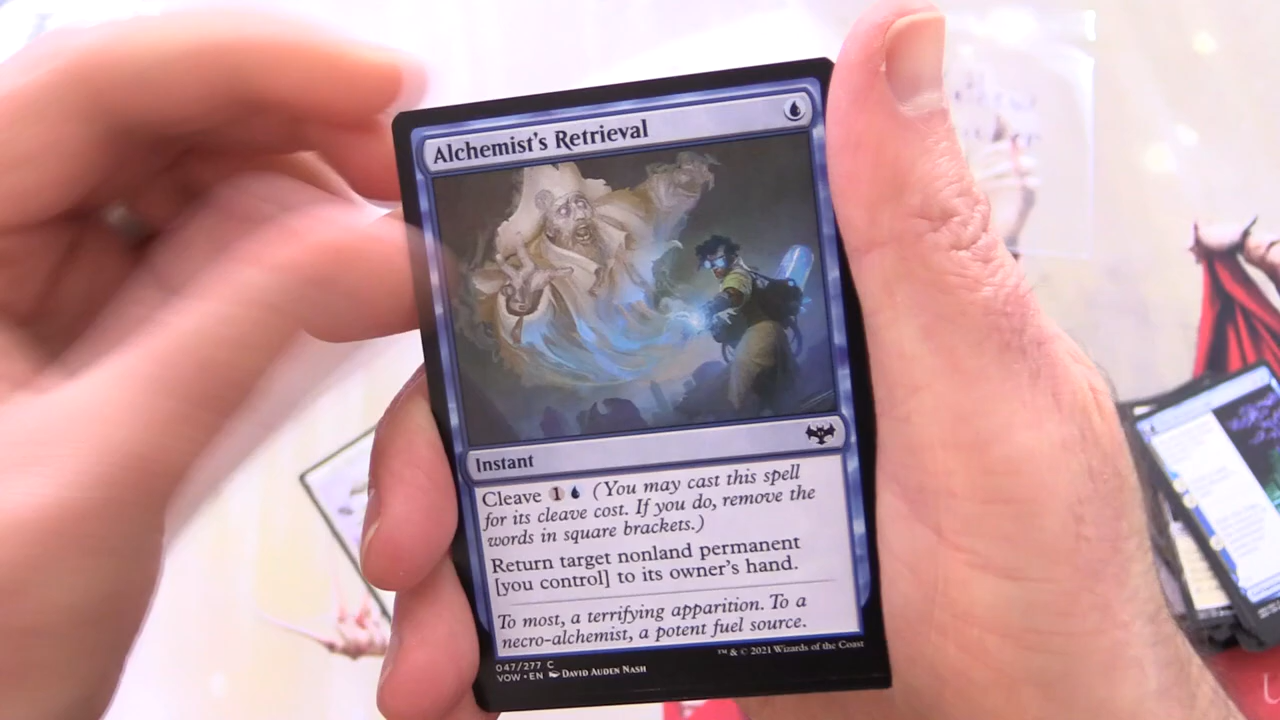 Alchemist's Retrieval
Instant
Cleave 1 (You may cast this spell
for its cleave cost. If you do, remove the
words in square brackets.)
Return target nonland permanent
[you control] to its owner's hand.
To most, a terrifying apparition. To a
necro-alchemist, a potent fuel source.
047/277 C
VOW • EN DAVID AUDEN NASH
™ & © 2021 Wizards of the Coast